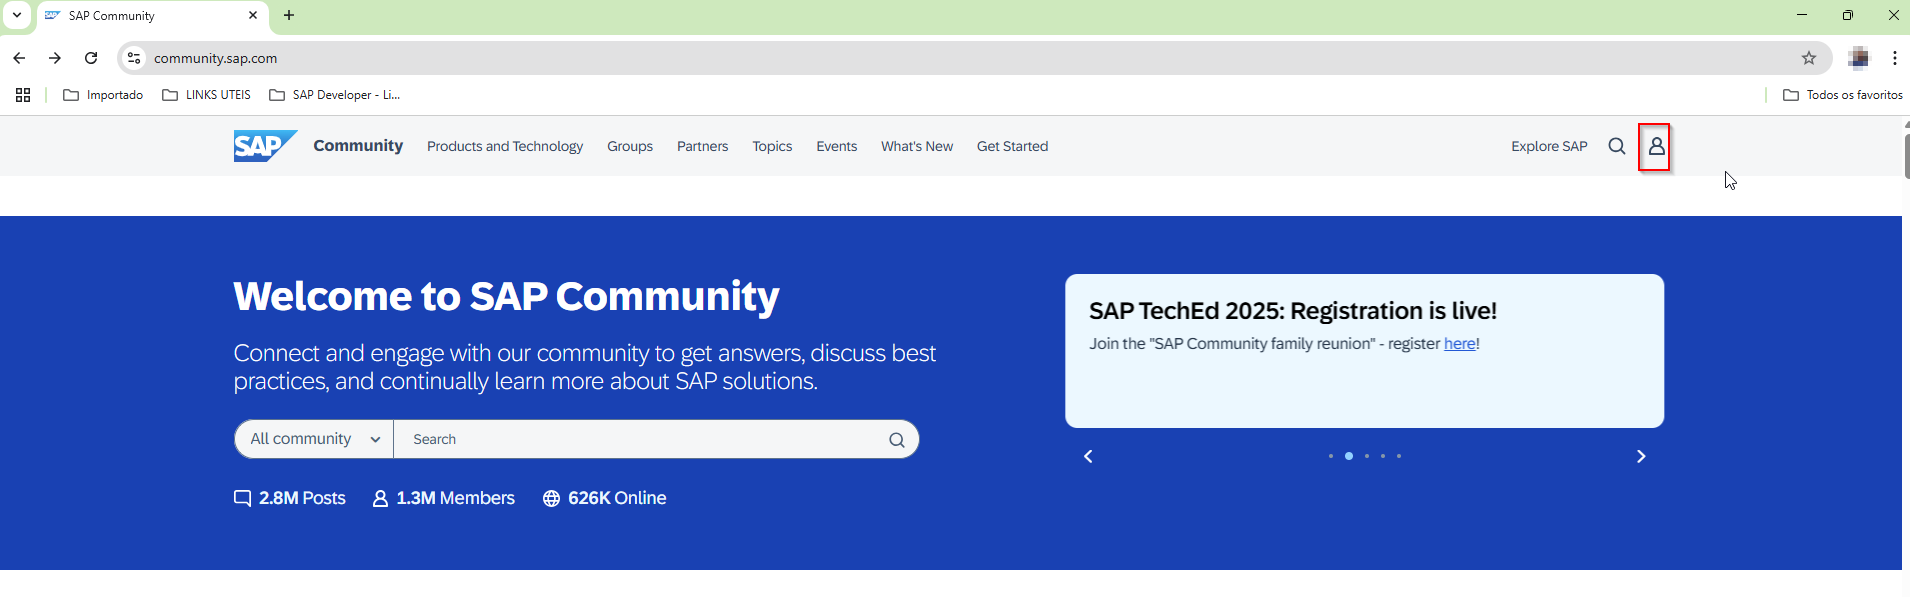 SAP Community
community.sap.com
Importado LINKS UTEIS SAP Developer - Li... Todos os favoritos
SAP Community Products and Technology Groups Partners Topics Events What's New Get Started Explore SAP
Welcome to SAP Community
Connect and engage with our community to get answers, discuss best
practices, and continually learn more about SAP solutions.
All community Search
2.8M Posts 1.3M Members 626K Online
SAP TechEd 2025: Registration is live!
Join the "SAP Community family reunion" - register here!